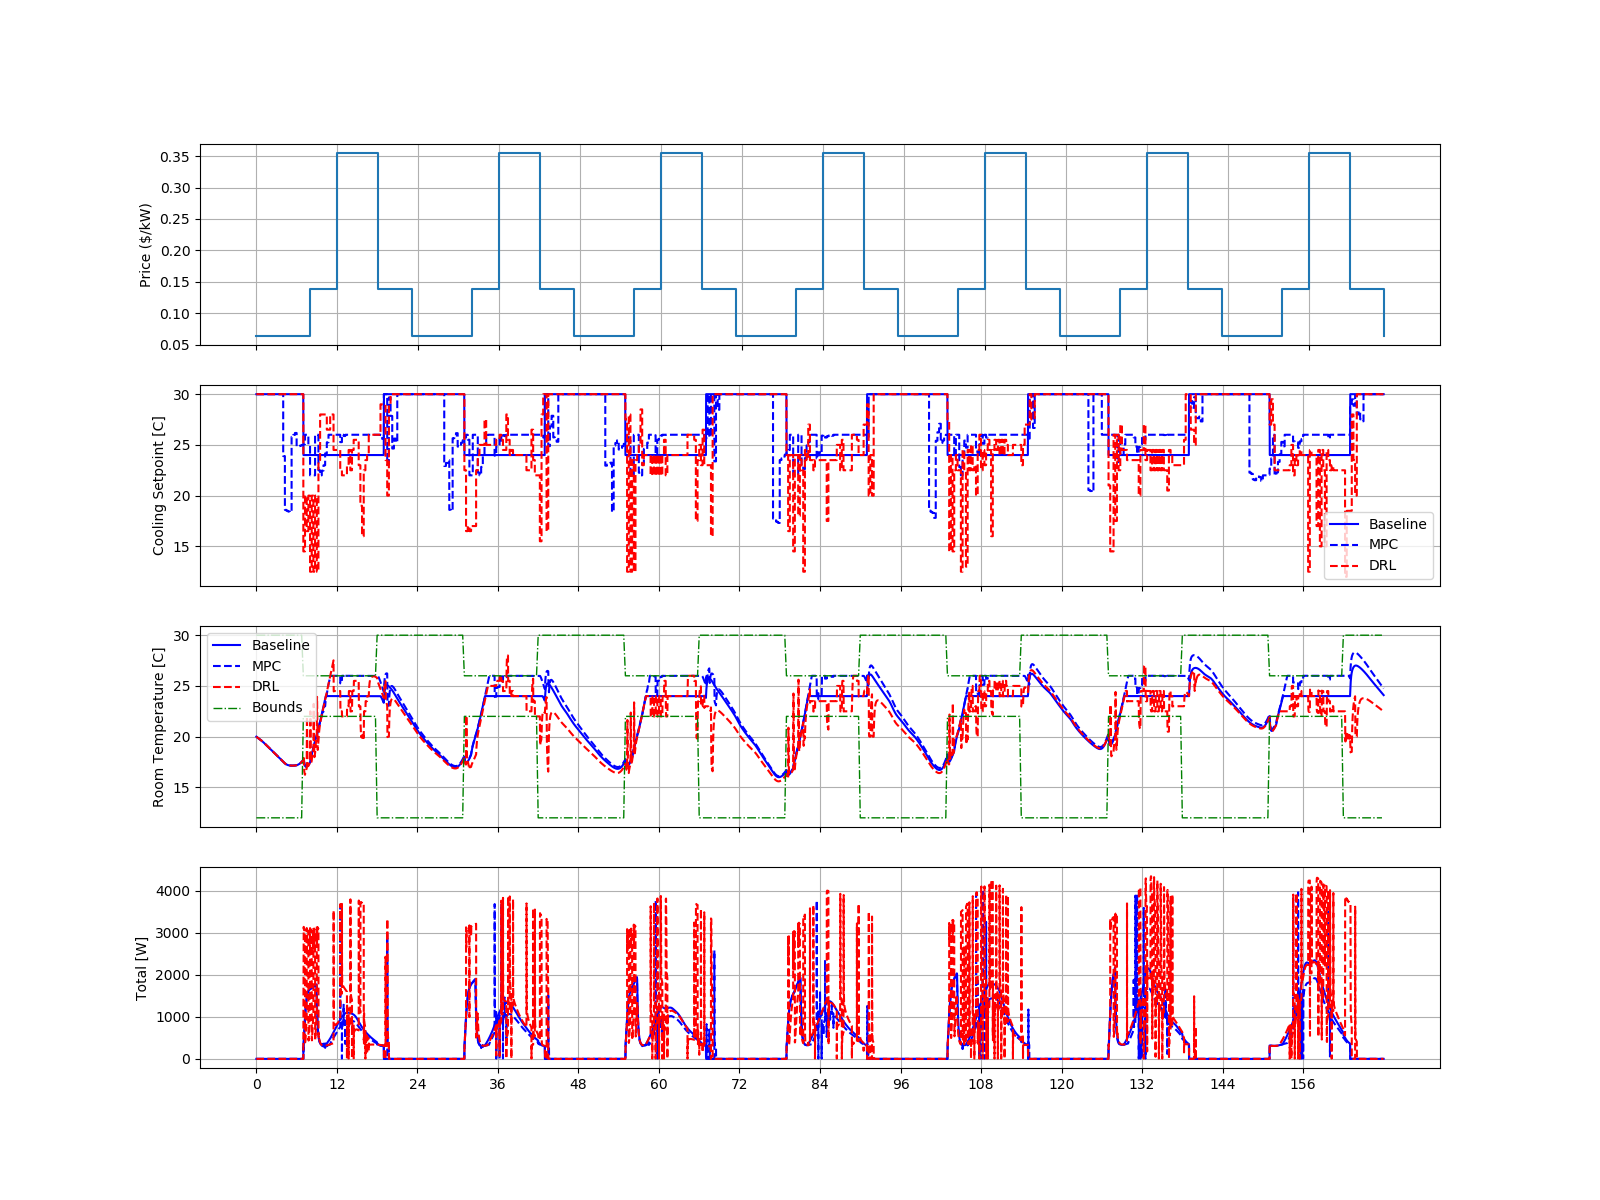 Price ($/kW)
0.35
0.30
0.25
0.20
0.15
0.10
0.05
Cooling Setpoint [C]
30
25
20
15
Baseline
MPC
DRL
Room Temperature [C]
30
25
20
15
Baseline
MPC
DRL
Bounds
Total [W]
4000
3000
2000
1000
0
0 12 24 36 48 60 72 84 96 108 120 132 144 156